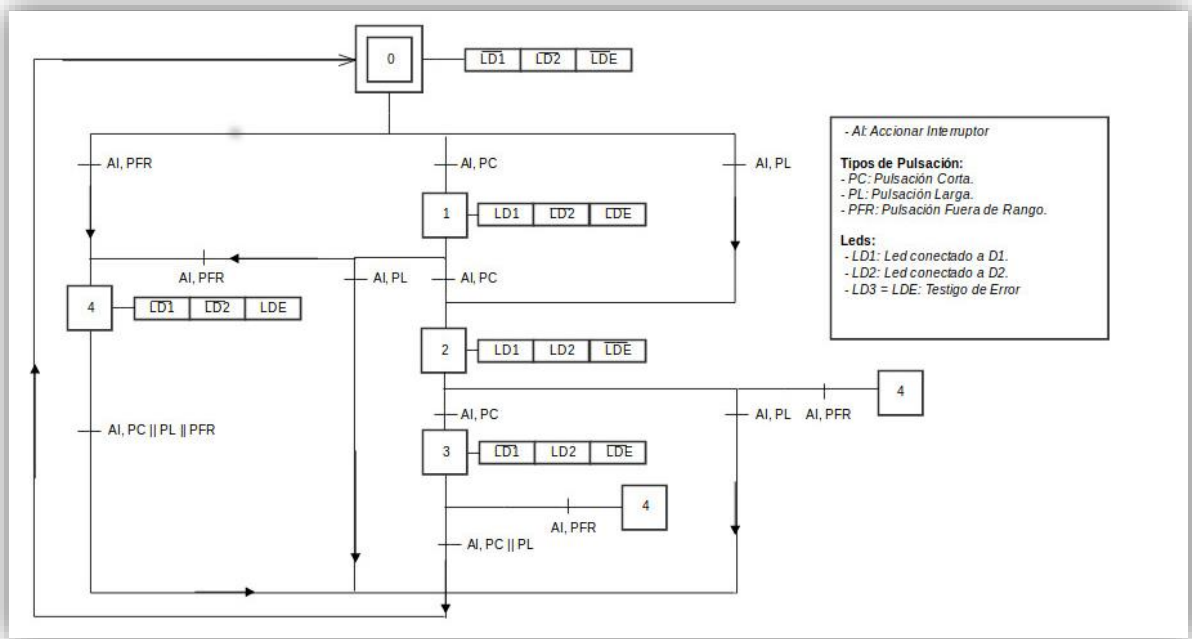 0
LD1 LD2 LDE
AI, PFR
AI, PC
AI, PL
1
LD1 LD2 LDE
AI, PFR
AI, PL
AI, PC
4
LD1 LD2 LDE
2
LD1 LD2 LDE
AI, PC
AI, PL
AI, PFR
4
AI, PC || PL || PFR
3
LD1 LD2 LDE
4
AI, PFR
AI, PC || PL
- AI: Accionar Interruptor
Tipos de Pulsación:
- PC: Pulsación Corta.
- PL: Pulsación Larga.
- PFR: Pulsación Fuera de Rango.
Leds:
- LD1: Led conectado a D1.
- LD2: Led conectado a D2.
- LD3 = LDE: Testigo de Error